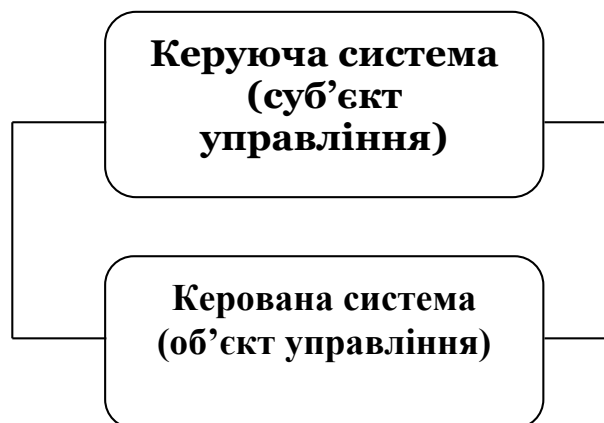 Керуюча система
(суб’єкт
управління)
Керована система
(об’єкт управління)